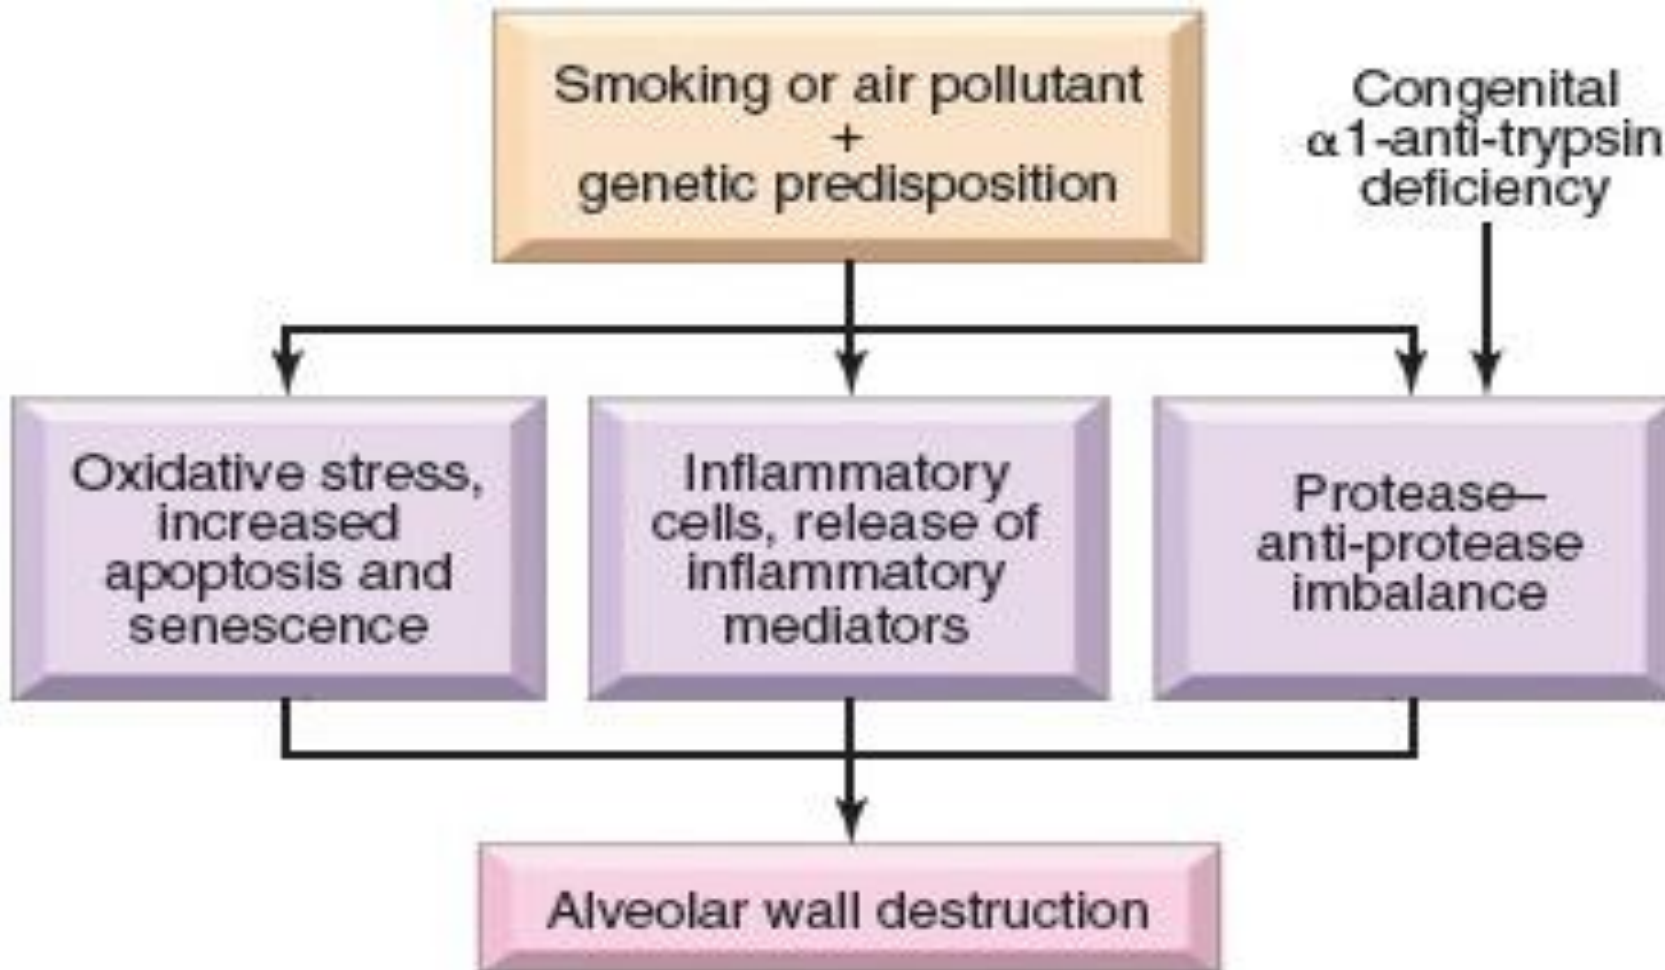 Smoking or air pollutant
+
genetic predisposition
Congenital
α1-anti-trypsin
deficiency
Oxidative stress,
increased
apoptosis and
senescence
Inflammatory
cells, release of
inflammatory
mediators
Protease–
anti-protease
imbalance
Alveolar wall destruction